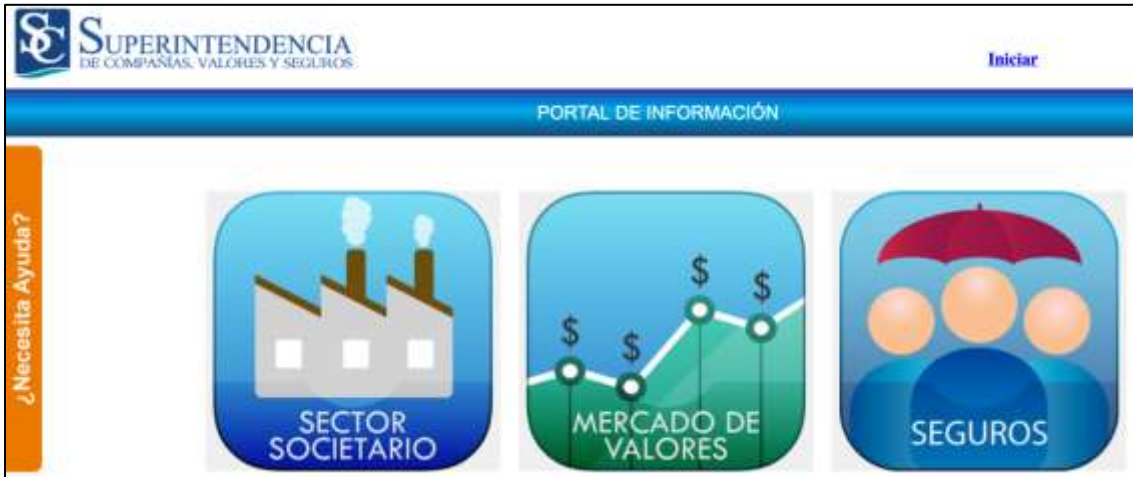 SC SUPERINTENDENCIA
DE COMPAÑÍAS, VALORES Y SEGUROS
Iniciar
PORTAL DE INFORMACIÓN
¿Necesita Ayuda?
SECTOR
SOCIETARIO
$ $ $ $
MERCADO DE
VALORES
SEGUROS